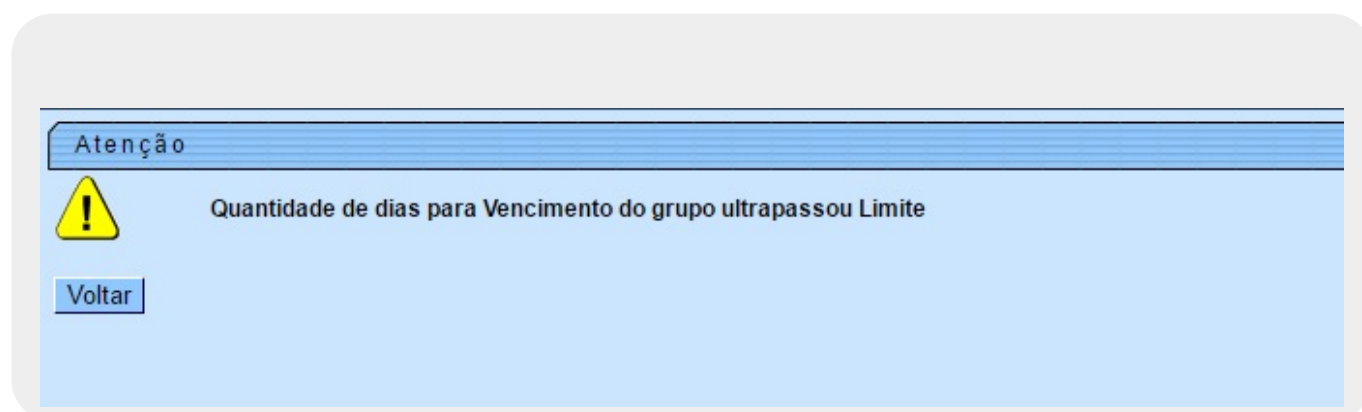 Atenção
!
Quantidade de dias para Vencimento do grupo ultrapassou Limite
Voltar